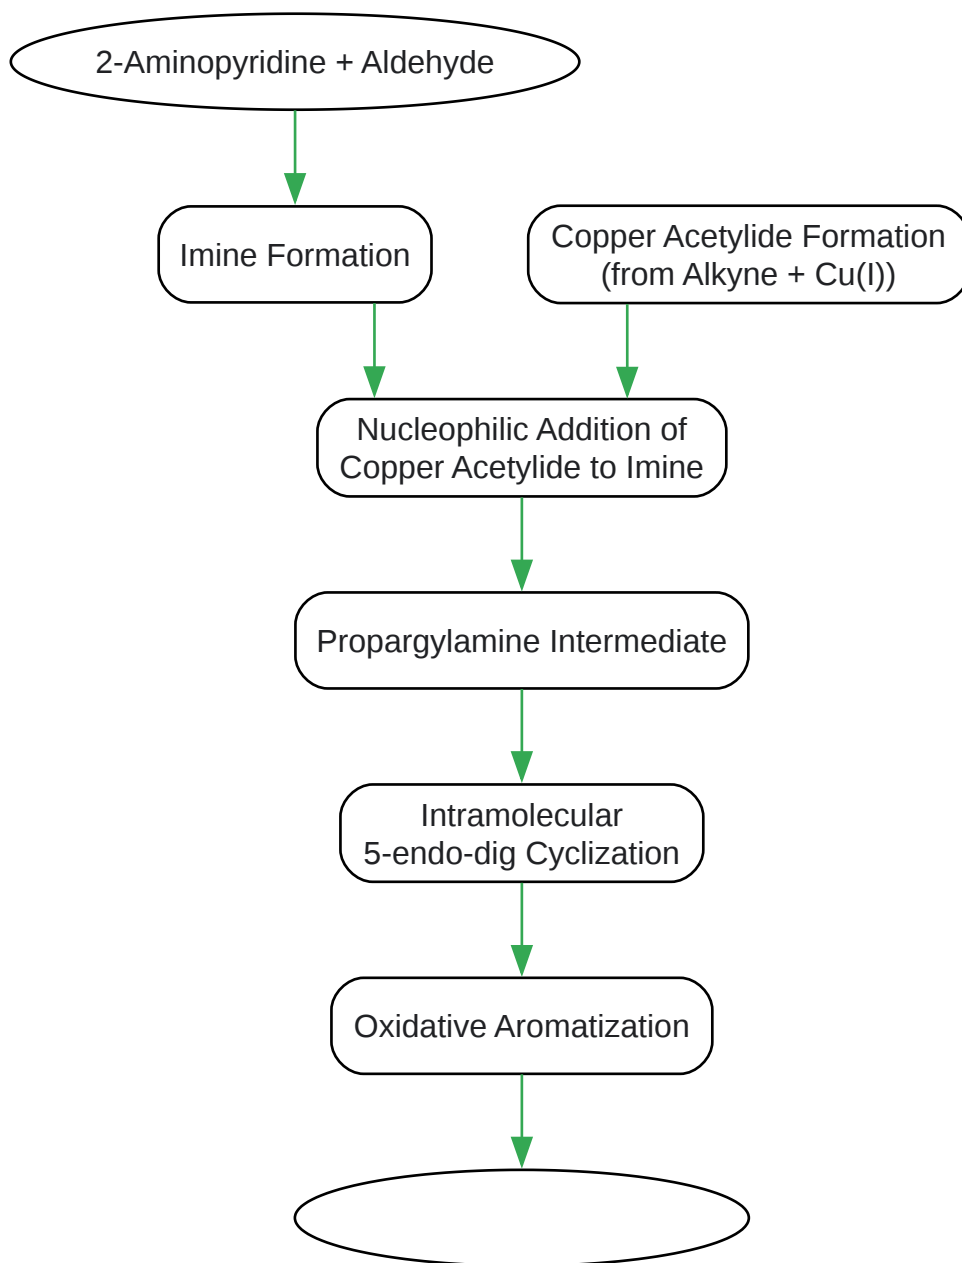 2-Aminopyridine + Aldehyde
Imine Formation
Copper Acetylide Formation
(from Alkyne + Cu(I))
Nucleophilic Addition of
Copper Acetylide to Imine
Propargylamine Intermediate
Intramolecular
5-endo-dig Cyclization
Oxidative Aromatization